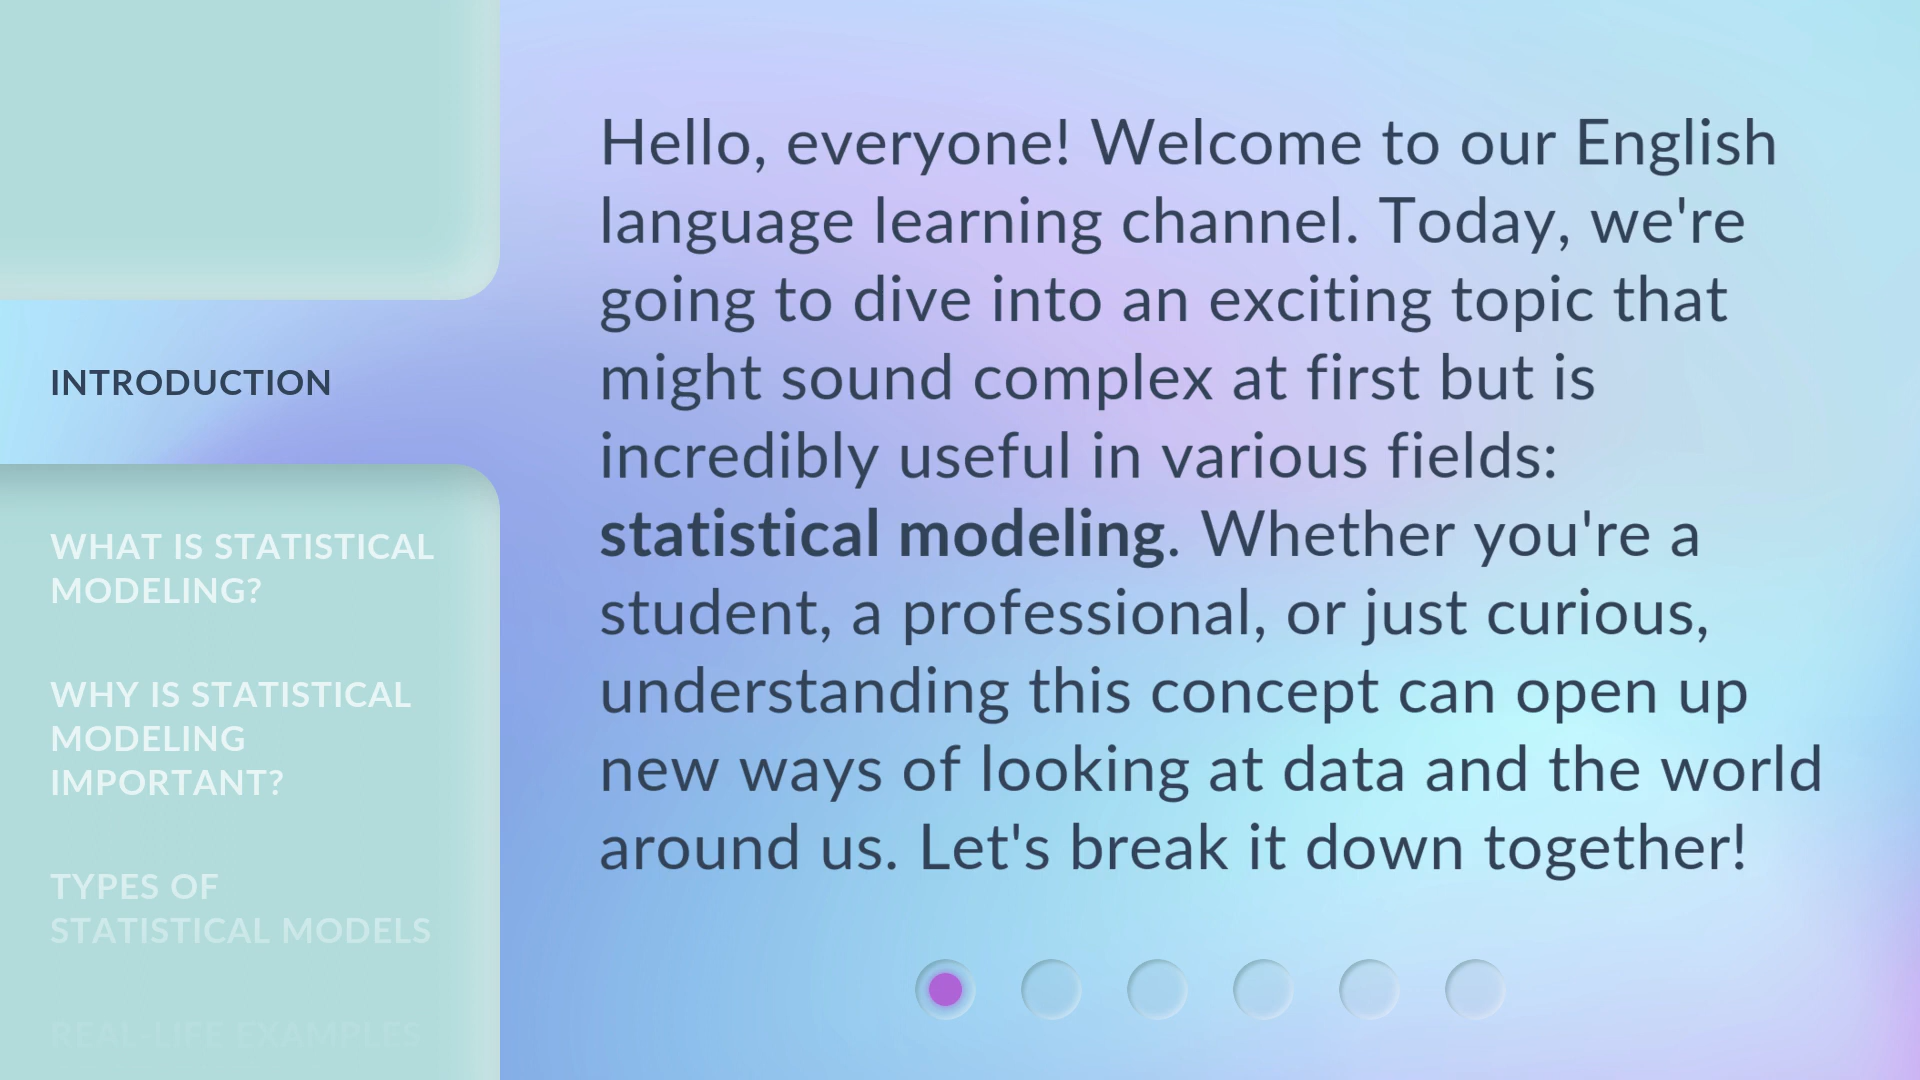 INTRODUCTION
WHAT IS STATISTICAL
MODELING?
WHY IS STATISTICAL
MODELING
IMPORTANT?
TYPES OF
STATISTICAL MODELS
REAL-LIFE EXAMPLES
Hello, everyone! Welcome to our English
language learning channel. Today, we're
going to dive into an exciting topic that
might sound complex at first but is
incredibly useful in various fields:
statistical modeling. Whether you're a
student, a professional, or just curious,
understanding this concept can open up
new ways of looking at data and the world
around us. Let's break it down together!